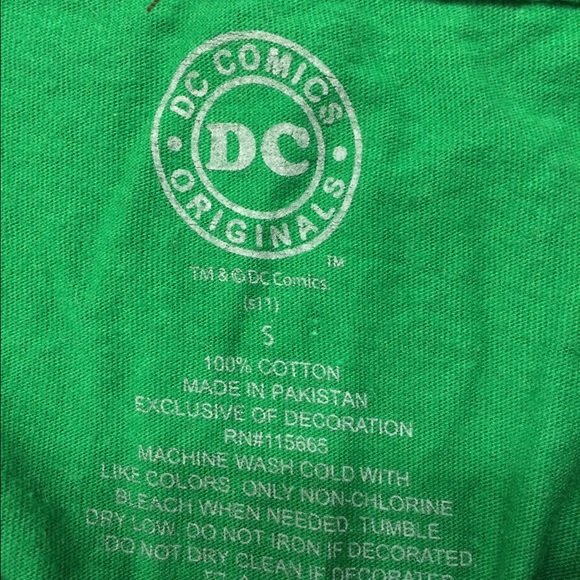 DC COMICS
DC
ORIGINALS
TM
TM & © DC Comics.
(s11)
S
100% COTTON
MADE IN PAKISTAN
EXCLUSIVE OF DECORATION
RN#115665
MACHINE WASH COLD WITH
LIKE COLORS, ONLY NON-CHLORINE
BLEACH WHEN NEEDED. TUMBLE
DRY LOW. DO NOT IRON IF DECORATED.
DO NOT DRY CLEAN IF DECORATED